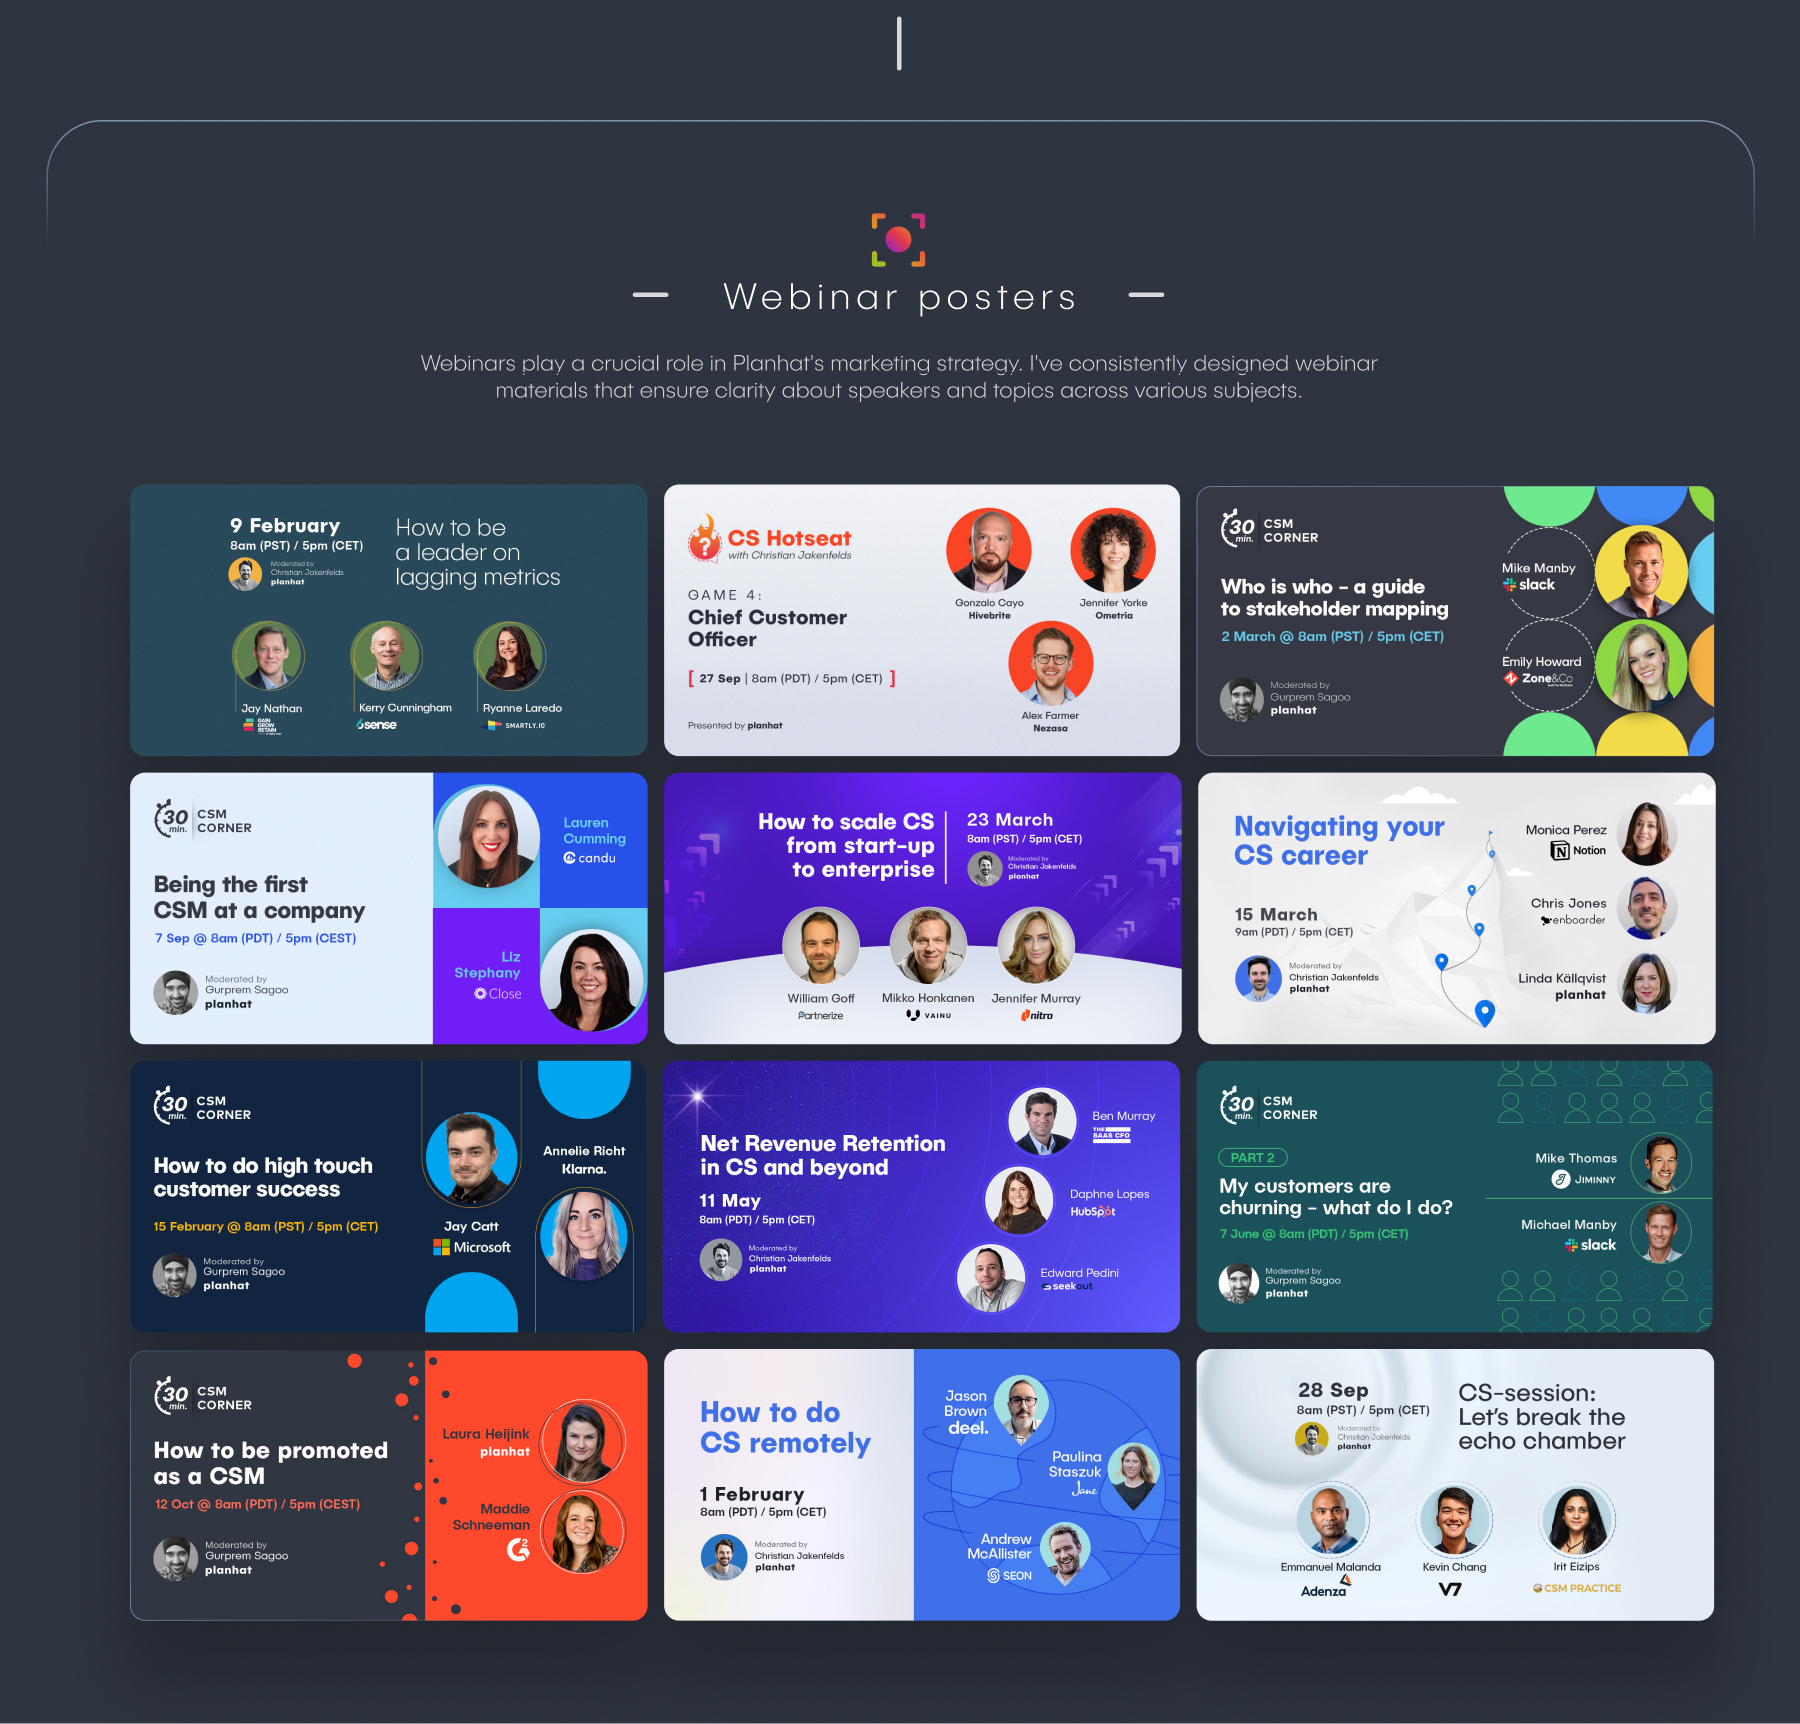 Webinar posters
Webinars play a crucial role in Planhat's marketing strategy. I've consistently designed webinar
materials that ensure clarity about speakers and topics across various subjects.
9 February
8am (PST) / 5pm (CET)
Moderated by
Christian Jakenfelds
planhat
How to be
a leader on
lagging metrics
Jay Nathan
GAIN
GROW
RETAIN
Kerry Cunningham
6sense
Ryanne Laredo
SMARTLY.IO
CS Hotseat
with Christian Jakenfelds
GAME 4:
Chief Customer
Officer
[ 27 Sep | 8am (PDT) / 5pm (CET) ]
Presented by planhat
Gonzalo Cayo
Hivebrite
Jennifer Yorke
Ometria
Alex Farmer
Nezasa
30 min.
CSM
CORNER
Who is who - a guide
to stakeholder mapping
2 March @ 8am (PST) / 5pm (CET)
Moderated by
Gurprem Sagoo
planhat
Mike Manby
slack
Emily Howard
Zone&Co
30 min.
CSM
CORNER
Being the first
CSM at a company
7 Sep @ 8am (PDT) / 5pm (CEST)
Moderated by
Gurprem Sagoo
planhat
Lauren
Cumming
candu
Liz
Stephany
Close
How to scale CS
from start-up
to enterprise
23 March
8am (PST) / 5pm (CET)
Moderated by
Christian Jakenfelds
planhat
William Goff
Partnerize
Mikko Honkanen
VAINU
Jennifer Murray
nitro
Navigating your
CS career
15 March
9am (PDT) / 5pm (CET)
Moderated by
Christian Jakenfelds
planhat
Monica Perez
Notion
Chris Jones
enboarder
Linda Källqvist
planhat
30 min.
CSM
CORNER
How to do high touch
customer success
15 February @ 8am (PST) / 5pm (CET)
Moderated by
Gurprem Sagoo
planhat
Jay Catt
Microsoft
Annelie Richt
Klarna.
Net Revenue Retention
in CS and beyond
11 May
8am (PDT) / 5pm (CET)
Moderated by
Christian Jakenfelds
planhat
Ben Murray
THE
SAAS CFO
Daphne Lopes
HubSpot
Edward Pedini
seekout
30 min.
CSM
CORNER
PART 2
My customers are
churning - what do I do?
7 June @ 8am (PDT) / 5pm (CET)
Moderated by
Gurprem Sagoo
planhat
Mike Thomas
JIMINNY
Michael Manby
slack
30 min.
CSM
CORNER
How to be promoted
as a CSM
12 Oct @ 8am (PDT) / 5pm (CEST)
Moderated by
Gurprem Sagoo
planhat
Laura Heijink
planhat
Maddie
Schneeman
G2
How to do
CS remotely
1 February
8am (PDT) / 5pm (CET)
Moderated by
Christian Jakenfelds
planhat
Jason
Brown
deel.
Paulina
Staszuk
Jane
Andrew
McAllister
SEON
28 Sep
8am (PST) / 5pm (CET)
Moderated by
Christian Jakenfelds
planhat
CS-session:
Let's break the
echo chamber
Emmanuel Malanda
Adenza
Kevin Chang
V7
Irit Eizips
CSM PRACTICE